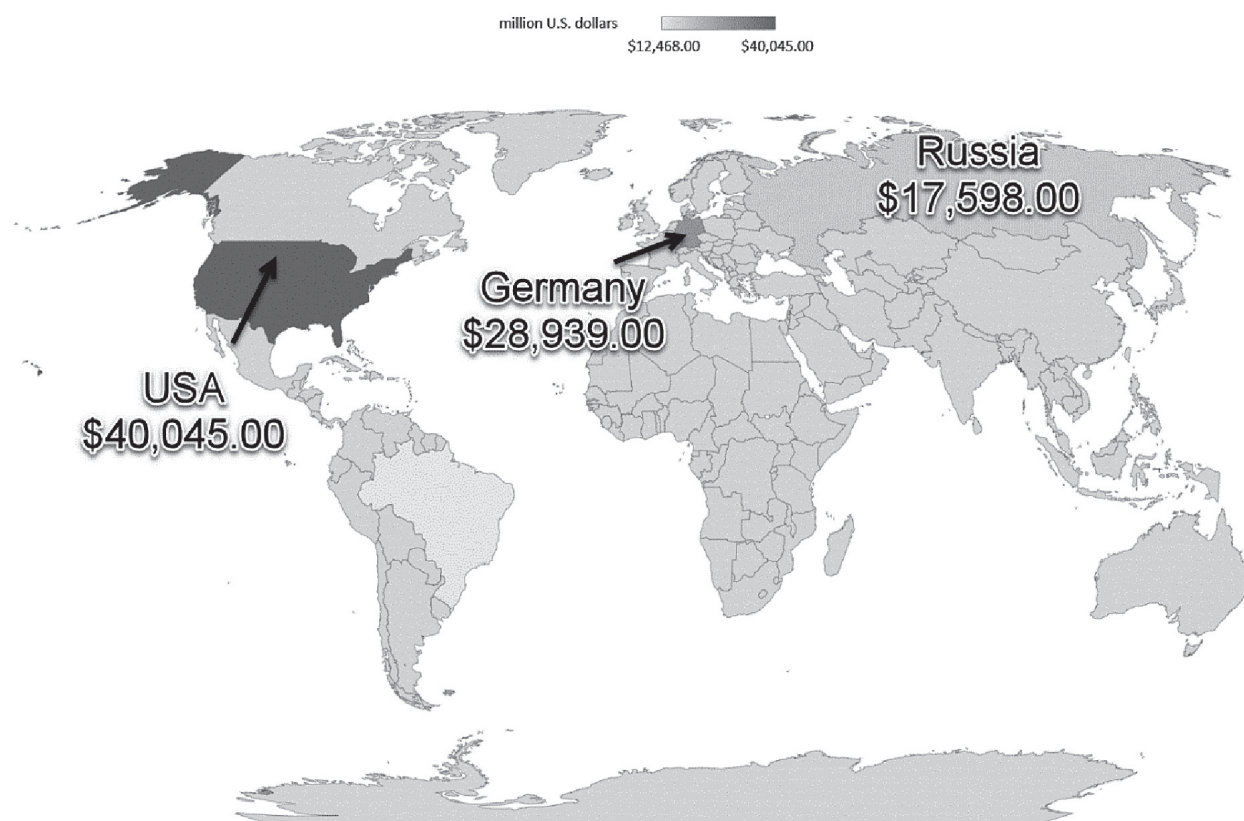 million U.S. dollars
$12,468.00 $40,045.00
Russia
$17,598.00
Germany
$28,939.00
USA
$40,045.00